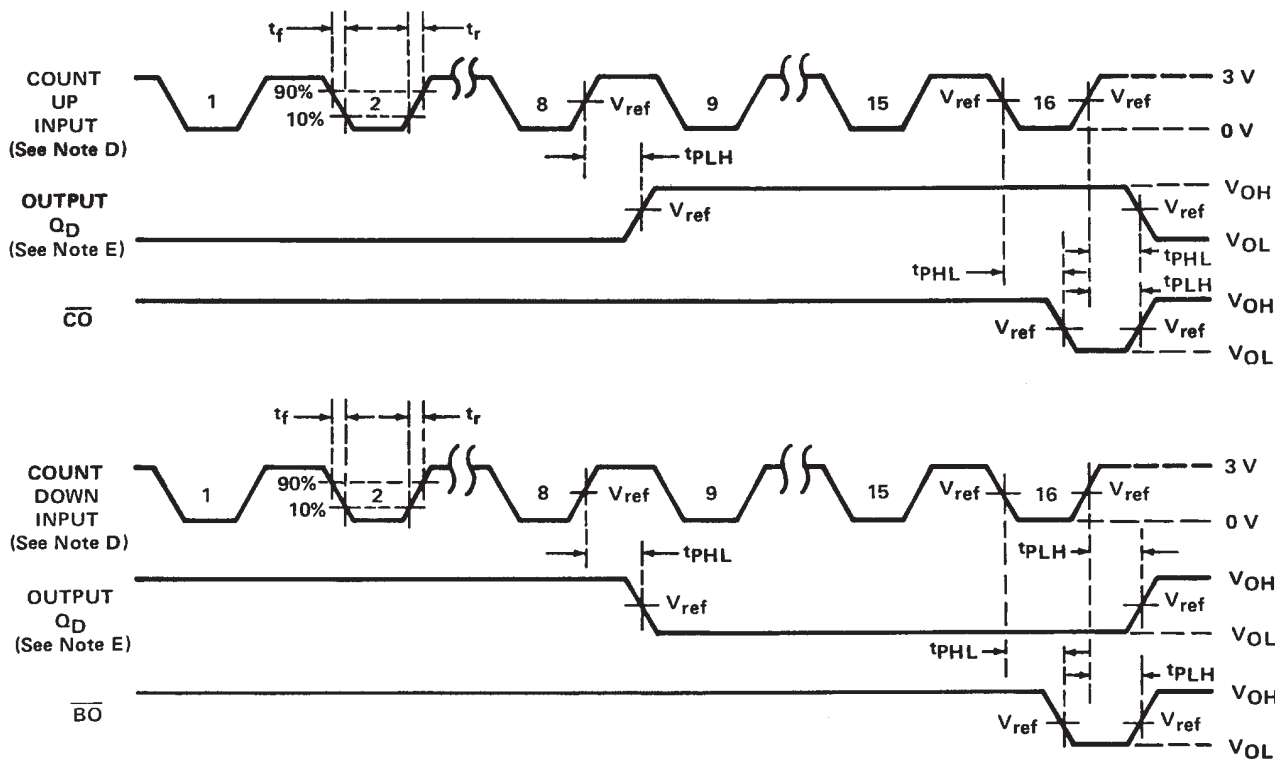 tf tr
COUNT
UP
INPUT
(See Note D)
1 90% 10% 2 8 Vref 9 15 Vref 16 Vref 3 V
0 V
tPLH
OUTPUT
QD
(See Note E)
Vref VOH
Vref
VOL
tPHL tPHL
tPLH
CO
VOH
Vref Vref
VOL
tf tr
COUNT
DOWN
INPUT
(See Note D)
1 90% 10% 2 8 Vref 9 15 Vref 16 Vref 3 V
0 V
tPHL tPLH
OUTPUT
QD
(See Note E)
Vref VOH
Vref
VOL
tPHL
tPLH
BO
VOH
Vref Vref
VOL